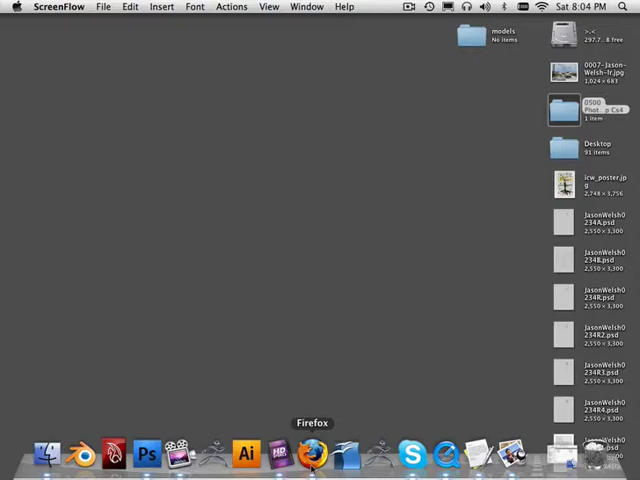 ScreenFlow File Edit Insert Font Actions View Window Help Sat 8:04 PM
models
No items
>.<
297.7.. 8 free
0007-Jason-
Welsh-lr.jpg
1,024 × 683
0500
Phot...p Cs4
1 item
Desktop
91 items
icw_poster.jp
g
2,748 × 3,756
JasonWelsh0
234A.psd
2,550 × 3,300
JasonWelsh0
234B.psd
2,550 × 3,300
JasonWelsh0
234R.psd
2,550 × 3,300
JasonWelsh0
234R2.psd
2,550 × 3,300
JasonWelsh0
234R3.psd
2,550 × 3,300
JasonWelsh0
234R4.psd
2,550 × 3,300
Firefox
Ps
Ai
HD